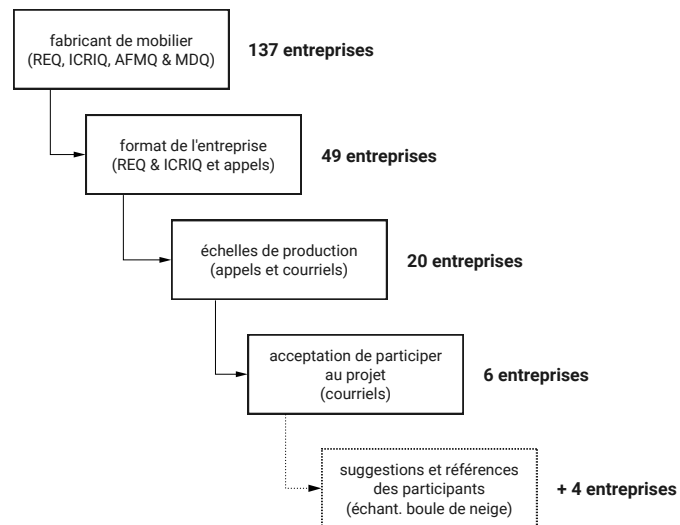 fabricant de mobilier
(REQ, ICRIQ, AFMQ & MDQ)
137 entreprises
format de l'entreprise
(REQ & ICRIQ et appels)
49 entreprises
échelles de production
(appels et courriels)
20 entreprises
acceptation de participer
au projet
(courriels)
6 entreprises
suggestions et références
des participants
(échant. boule de neige)
+ 4 entreprises